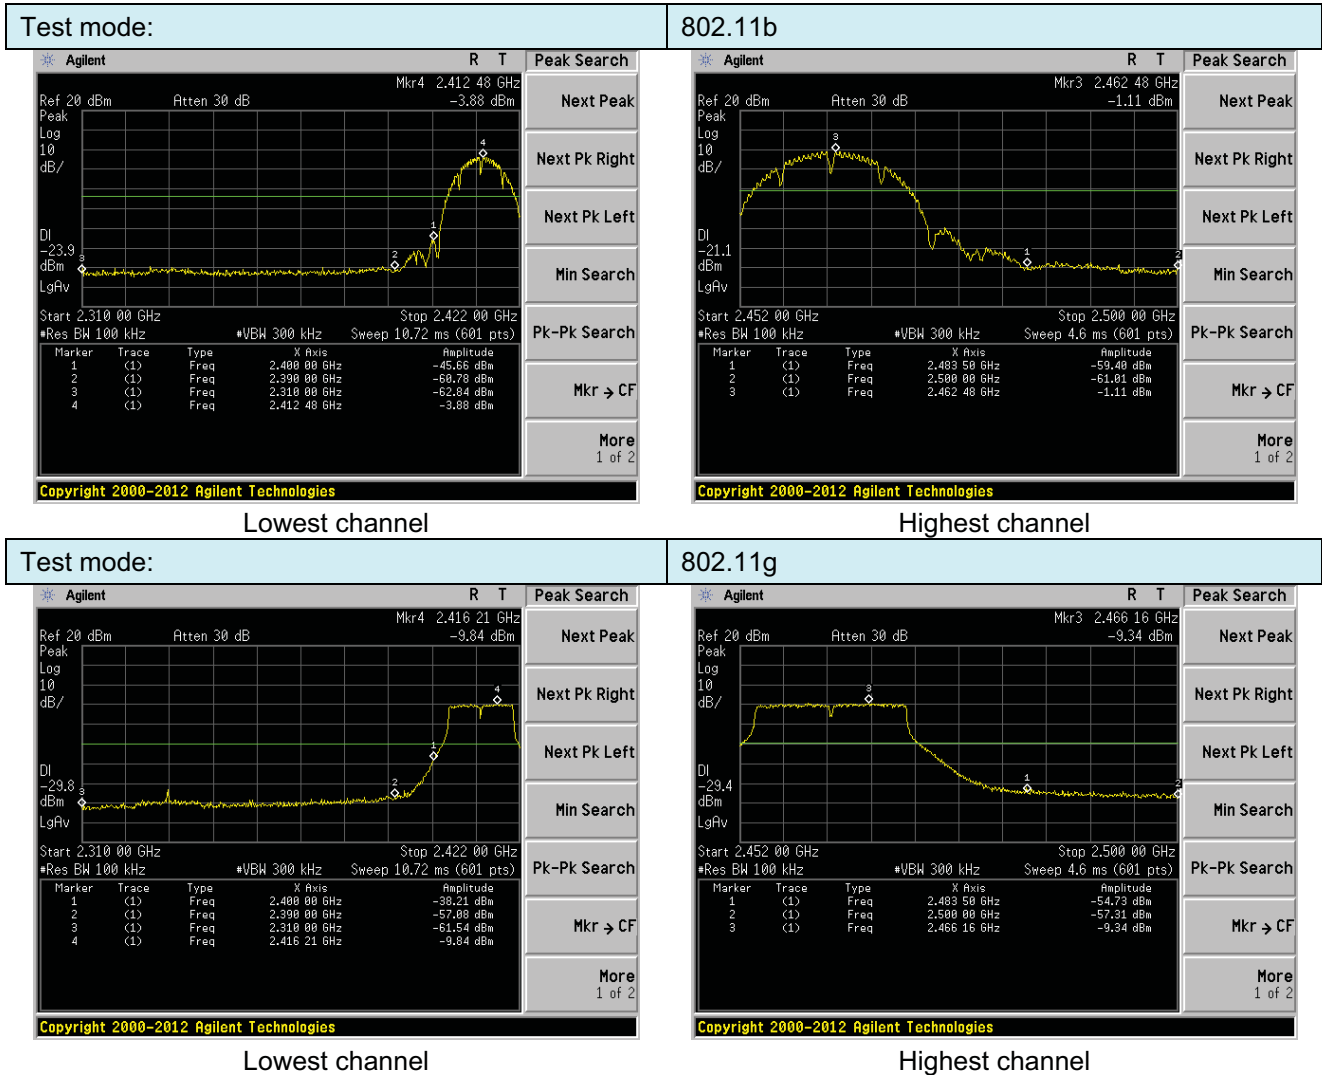 Test mode: 802.11b
Agilent R T Peak Search
Mkr4 2.412 48 GHz
Ref 20 dBm Atten 30 dB -3.88 dBm
Peak
Log
10
dB/
DI
-23.9
dBm
LgAv
4
1
2
3
Start 2.310 00 GHz Stop 2.422 00 GHz
#Res BW 100 kHz #VBW 300 kHz Sweep 10.72 ms (601 pts)
Marker Trace Type X Axis Amplitude
1 (1) Freq 2.400 00 GHz -45.66 dBm
2 (1) Freq 2.390 00 GHz -60.78 dBm
3 (1) Freq 2.310 00 GHz -62.84 dBm
4 (1) Freq 2.412 48 GHz -3.88 dBm
Next Peak
Next Pk Right
Next Pk Left
Min Search
Pk-Pk Search
Mkr → CF
More
1 of 2
Copyright 2000-2012 Agilent Technologies
Lowest channel
Agilent R T Peak Search
Mkr3 2.462 48 GHz
Ref 20 dBm Atten 30 dB -1.11 dBm
Peak
Log
10
dB/
DI
-21.1
dBm
LgAv
3
1
2
Start 2.452 00 GHz Stop 2.500 00 GHz
#Res BW 100 kHz #VBW 300 kHz Sweep 4.6 ms (601 pts)
Marker Trace Type X Axis Amplitude
1 (1) Freq 2.483 50 GHz -59.40 dBm
2 (1) Freq 2.500 00 GHz -61.01 dBm
3 (1) Freq 2.462 48 GHz -1.11 dBm
Next Peak
Next Pk Right
Next Pk Left
Min Search
Pk-Pk Search
Mkr → CF
More
1 of 2
Copyright 2000-2012 Agilent Technologies
Highest channel
Test mode: 802.11g
Agilent R T Peak Search
Mkr4 2.416 21 GHz
Ref 20 dBm Atten 30 dB -9.84 dBm
Peak
Log
10
dB/
DI
-29.8
dBm
LgAv
4
1
2
3
Start 2.310 00 GHz Stop 2.422 00 GHz
#Res BW 100 kHz #VBW 300 kHz Sweep 10.72 ms (601 pts)
Marker Trace Type X Axis Amplitude
1 (1) Freq 2.400 00 GHz -38.21 dBm
2 (1) Freq 2.390 00 GHz -57.08 dBm
3 (1) Freq 2.310 00 GHz -61.54 dBm
4 (1) Freq 2.416 21 GHz -9.84 dBm
Next Peak
Next Pk Right
Next Pk Left
Min Search
Pk-Pk Search
Mkr → CF
More
1 of 2
Copyright 2000-2012 Agilent Technologies
Lowest channel
Agilent R T Peak Search
Mkr3 2.466 16 GHz
Ref 20 dBm Atten 30 dB -9.34 dBm
Peak
Log
10
dB/
DI
-29.4
dBm
LgAv
3
1
2
Start 2.452 00 GHz Stop 2.500 00 GHz
#Res BW 100 kHz #VBW 300 kHz Sweep 4.6 ms (601 pts)
Marker Trace Type X Axis Amplitude
1 (1) Freq 2.483 50 GHz -54.73 dBm
2 (1) Freq 2.500 00 GHz -57.31 dBm
3 (1) Freq 2.466 16 GHz -9.34 dBm
Next Peak
Next Pk Right
Next Pk Left
Min Search
Pk-Pk Search
Mkr → CF
More
1 of 2
Copyright 2000-2012 Agilent Technologies
Highest channel